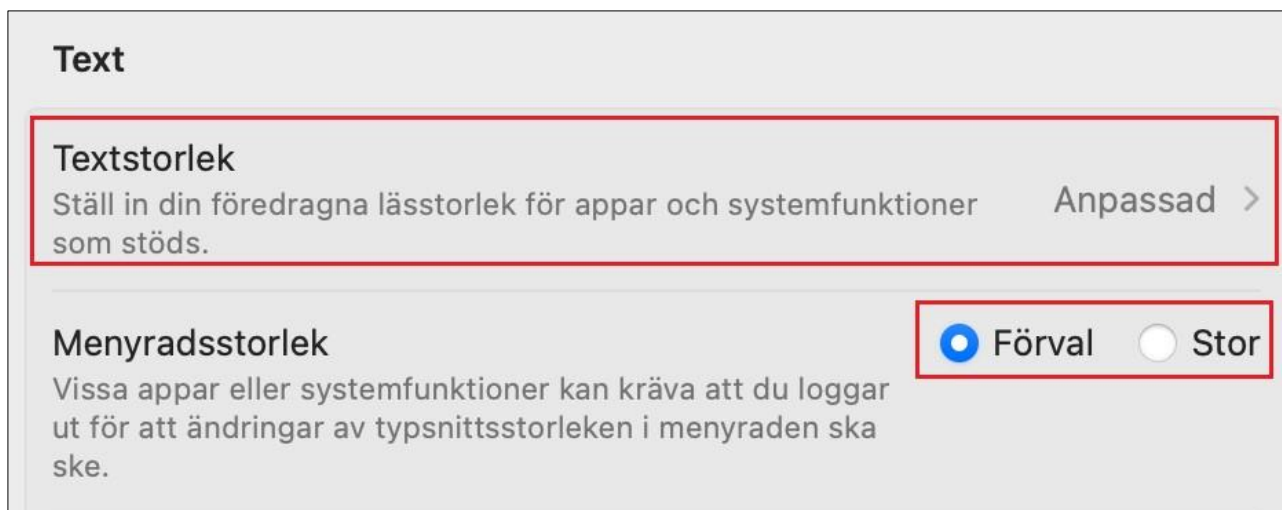 Text
Textstorlek
Ställ in din föredragna lässtorlek för appar och systemfunktioner
som stöds.
Anpassad >
Menyradsstorlek
Förval
Stor
Vissa appar eller systemfunktioner kan kräva att du loggar
ut för att ändringar av typsnittsstorleken i menyraden ska
ske.